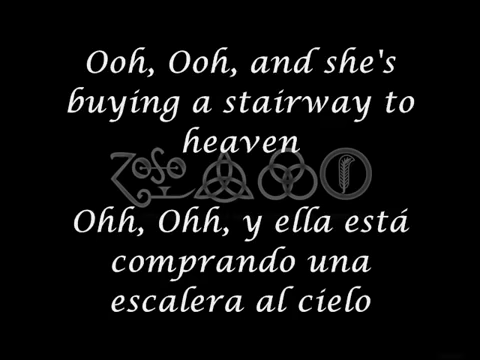 Ooh, Ooh, and she's
buying a stairway to
heaven
Ohh, Ohh, y ella está
comprando una
escalera al cielo